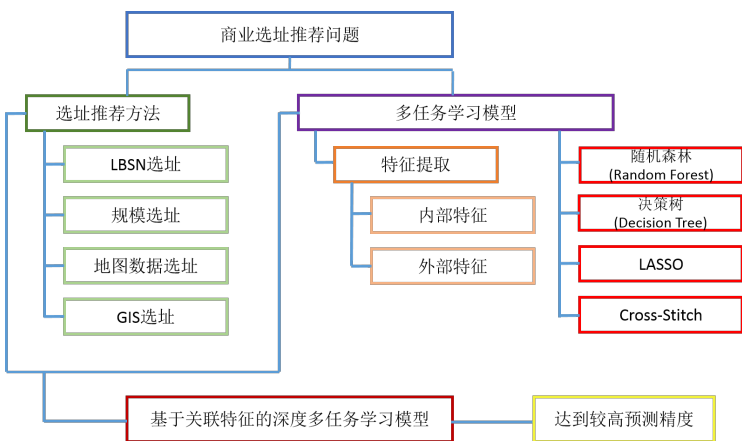 商业选址推荐问题
选址推荐方法
LBSN选址
规模选址
地图数据选址
GIS选址
多任务学习模型
特征提取
内部特征
外部特征
随机森林
(Random Forest)
决策树
(Decision Tree)
LASSO
Cross-Stitch
基于关联特征的深度多任务学习模型
达到较高预测精度